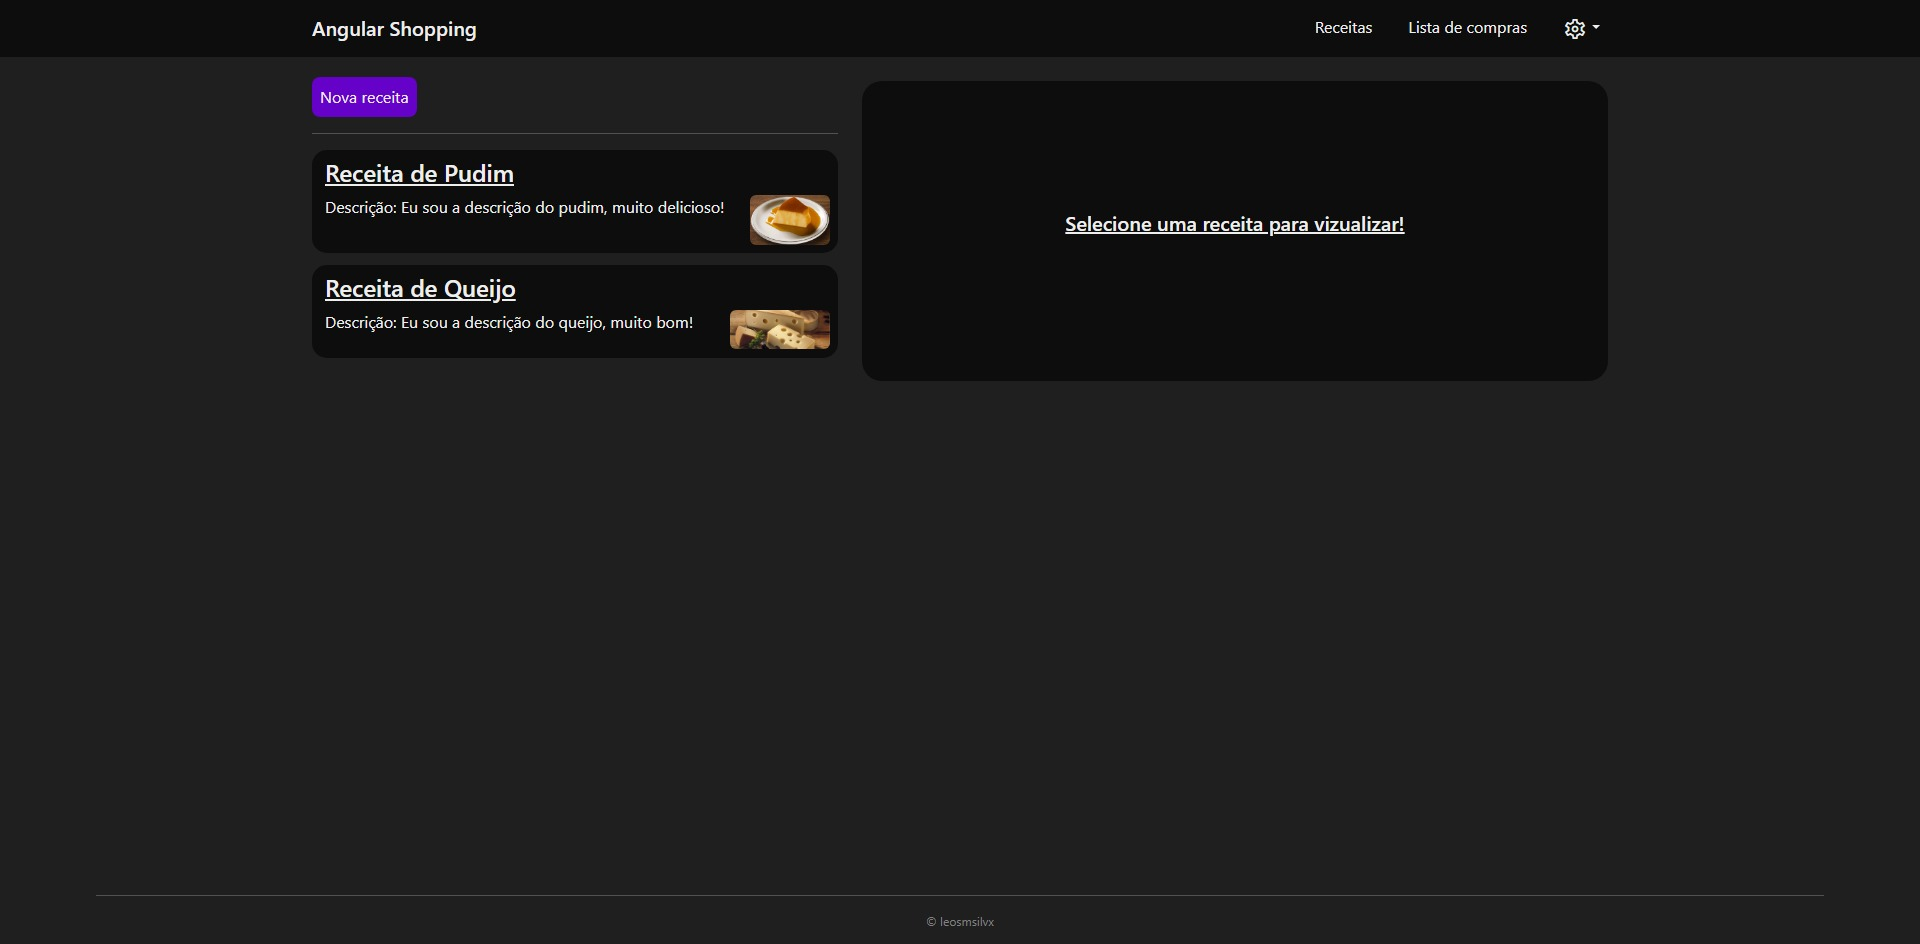 Angular Shopping
Receitas
Lista de compras
Nova receita
Receita de Pudim
Descrição: Eu sou a descrição do pudim, muito delicioso!
Receita de Queijo
Descrição: Eu sou a descrição do queijo, muito bom!
Selecione uma receita para vizualizar!
© leosmsilvx